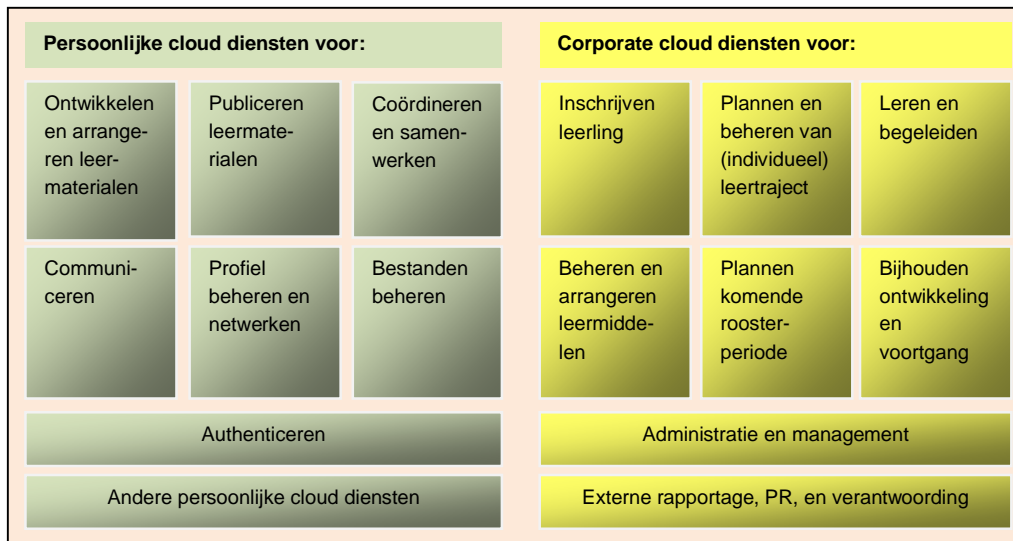 Persoonlijke cloud diensten voor:
Ontwikkelen
en arrange-
ren leer-
materialen
Publiceren
leermate-
rialen
Coördineren
en samen-
werken
Communi-
ceren
Profiel
beheren en
netwerken
Bestanden
beheren
Authenticeren
Andere persoonlijke cloud diensten
Corporate cloud diensten voor:
Inschrijven
leerling
Plannen en
beheren van
(individueel)
leertraject
Leren en
begeleiden
Beheren en
arrangeren
leermidde-
len
Plannen
komende
rooster-
periode
Bijhouden
ontwikkeling
en
voortgang
Administratie en management
Externe rapportage, PR, en verantwoording